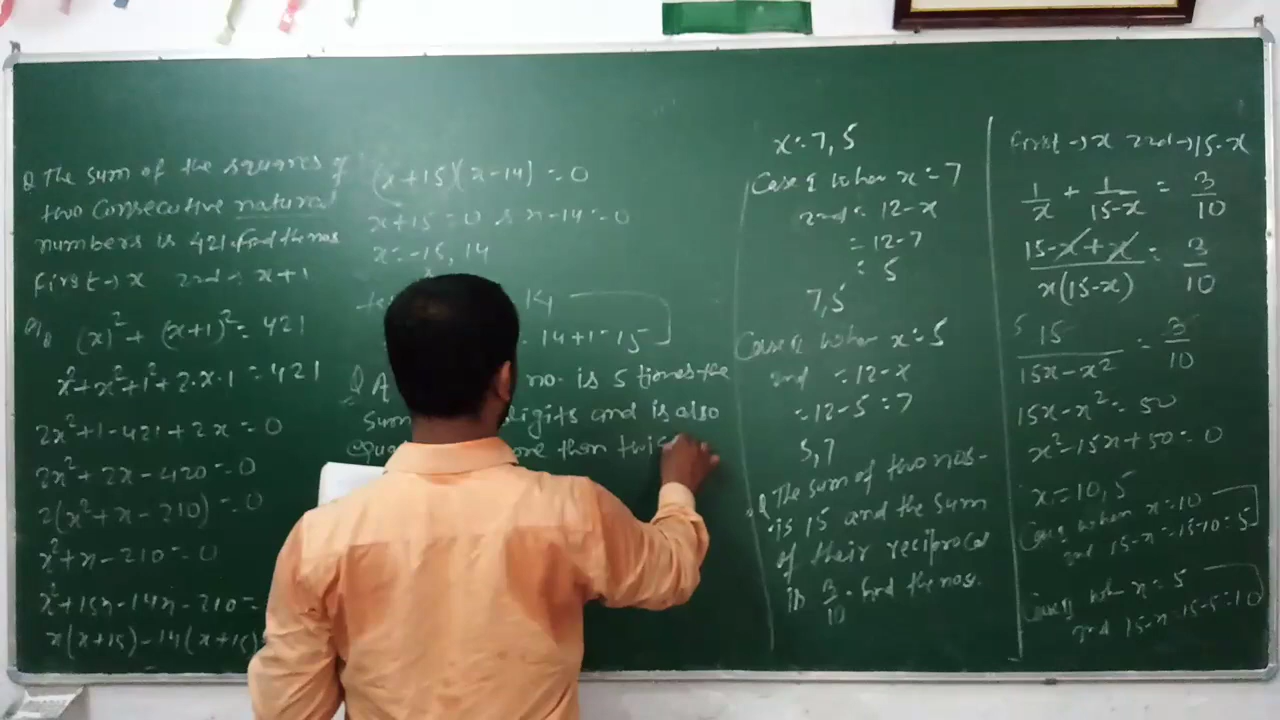 Q The sum of the squares of
two consecutive natural
numbers is 421. Find the nos
First → x 2nd = x+1
(x)² + (x+1)² = 421
x² + x² + 1² + 2·x·1 = 421
2x² + 1 - 421 + 2x = 0
2x² + 2x - 420 = 0
2(x² + x - 210) = 0
x² + x - 210 = 0
x² + 15x - 14x - 210 =
x(x+15) - 14(x+15)
(x+15)(x-14) = 0
x+15 = 0, x-14 = 0
x = -15, 14
14
14+1 = 15
Q A no. is 5 times the
sum digits and is also
than twi
x = 7, 5
Case I When x = 7
2nd = 12-x
= 12-7
= 5
7, 5
Case II When x = 5
2nd = 12-x
= 12-5 = 7
5, 7
Q The sum of two nos.
is 15 and the sum
of their reciprocal
is 3/10. find the nos.
First → x 2nd → 15-x
1/x + 1/15-x = 3/10
15-x+x/x(15-x) = 3/10
5 15/15x-x² = 3/10
15x-x² = 50
x²-15x+50 = 0
x = 10, 5
Case I when x = 10
2nd 15-x = 15-10 = 5
Case II when x = 5
2nd 15-x = 15-5 = 10